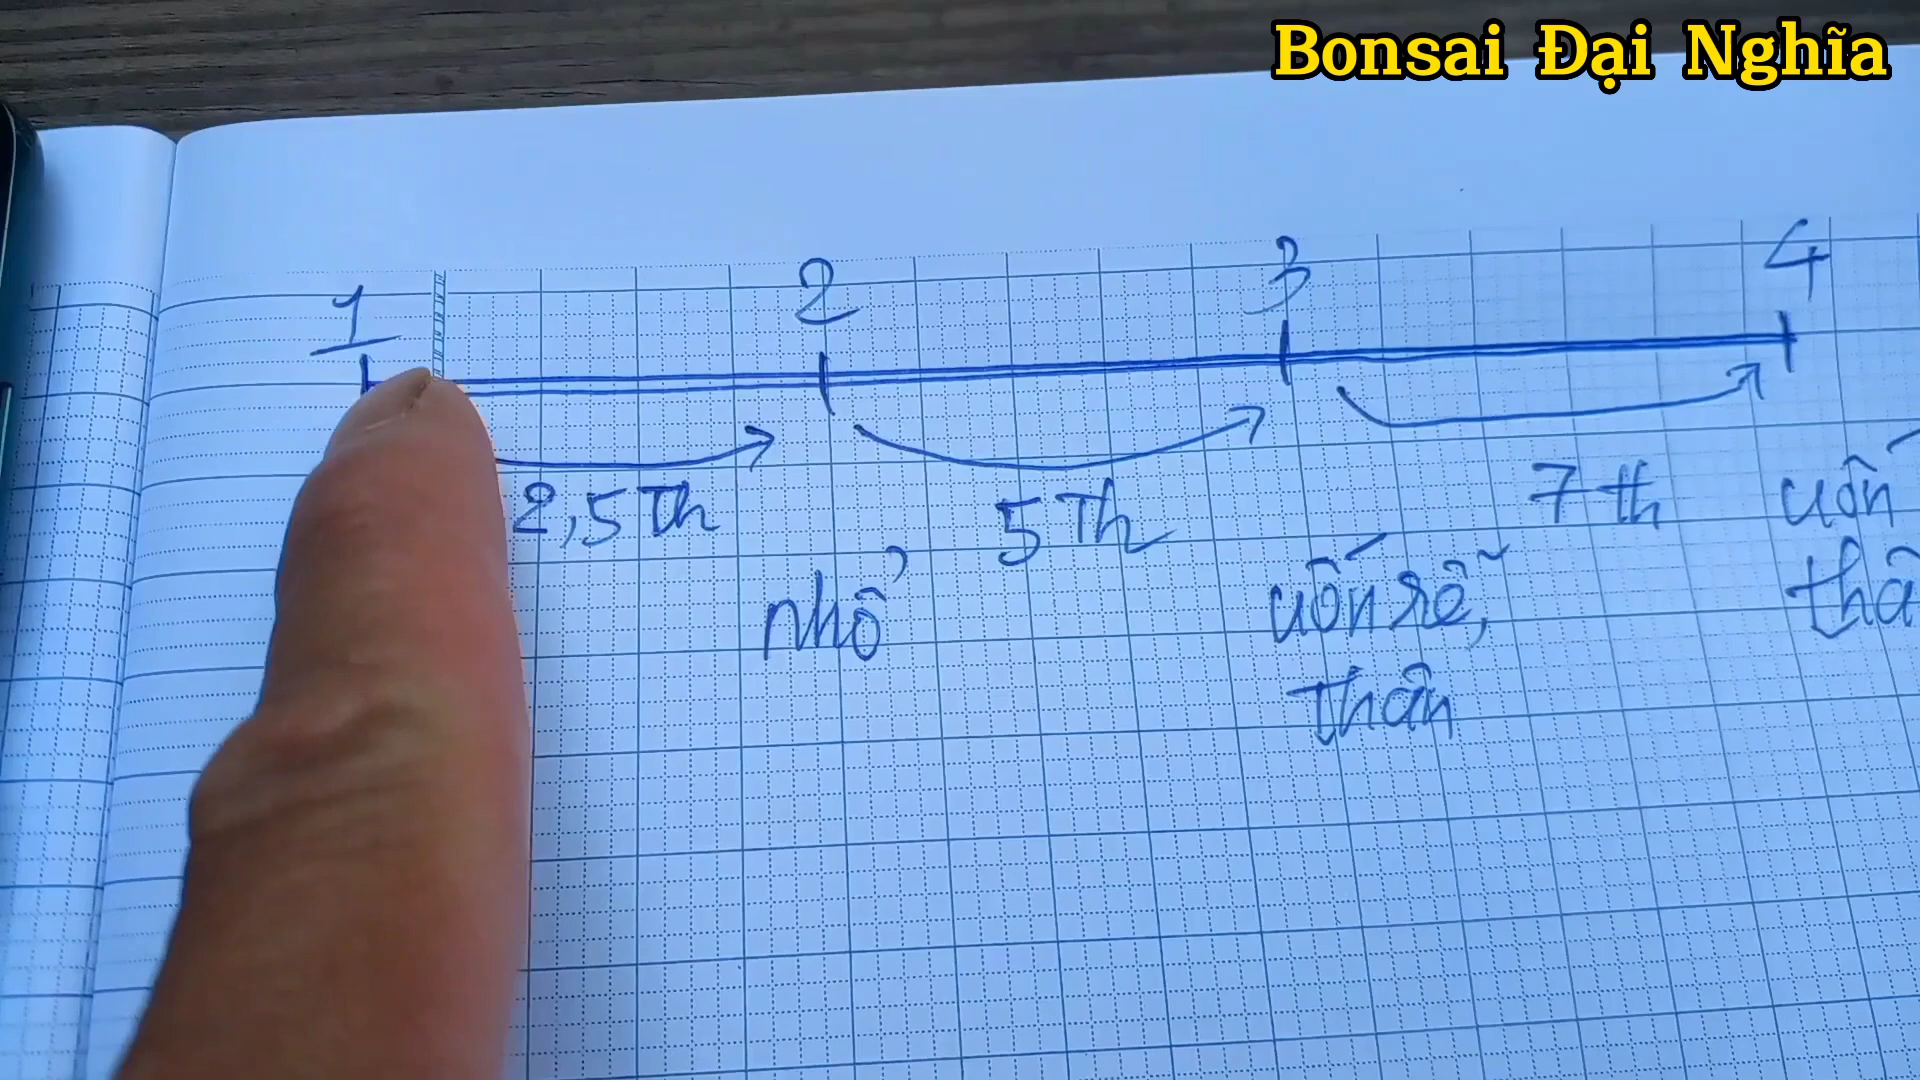 Bonsai Đại Nghĩa
1 2 3 4
2,5 Th 5 Th 7 th
nhổ uốn rễ, uốn
thân